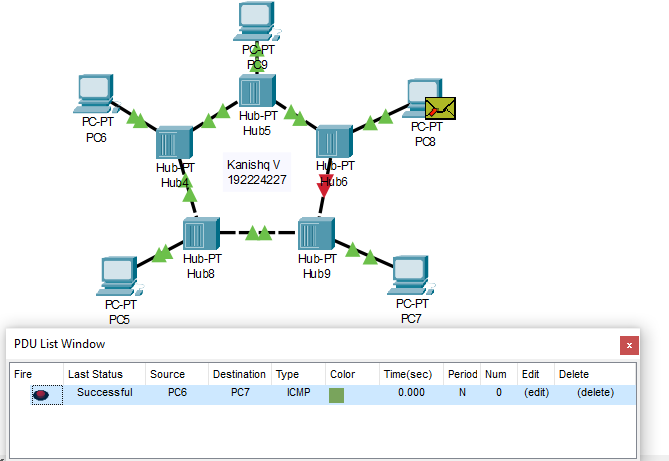 PC-PT
PC9
PC-PT
PC6
Hub-PT
Hub5
PC-PT
PC8
Hub-PT
Hub4
Kanishq V
192224227
Hub-PT
Hub6
Hub-PT
Hub8
Hub-PT
Hub9
PC-PT
PC5
PC-PT
PC7
PDU List Window
Fire Last Status Source Destination Type Color Time(sec) Period Num Edit Delete
Successful PC6 PC7 ICMP 0.000 N 0 (edit) (delete)